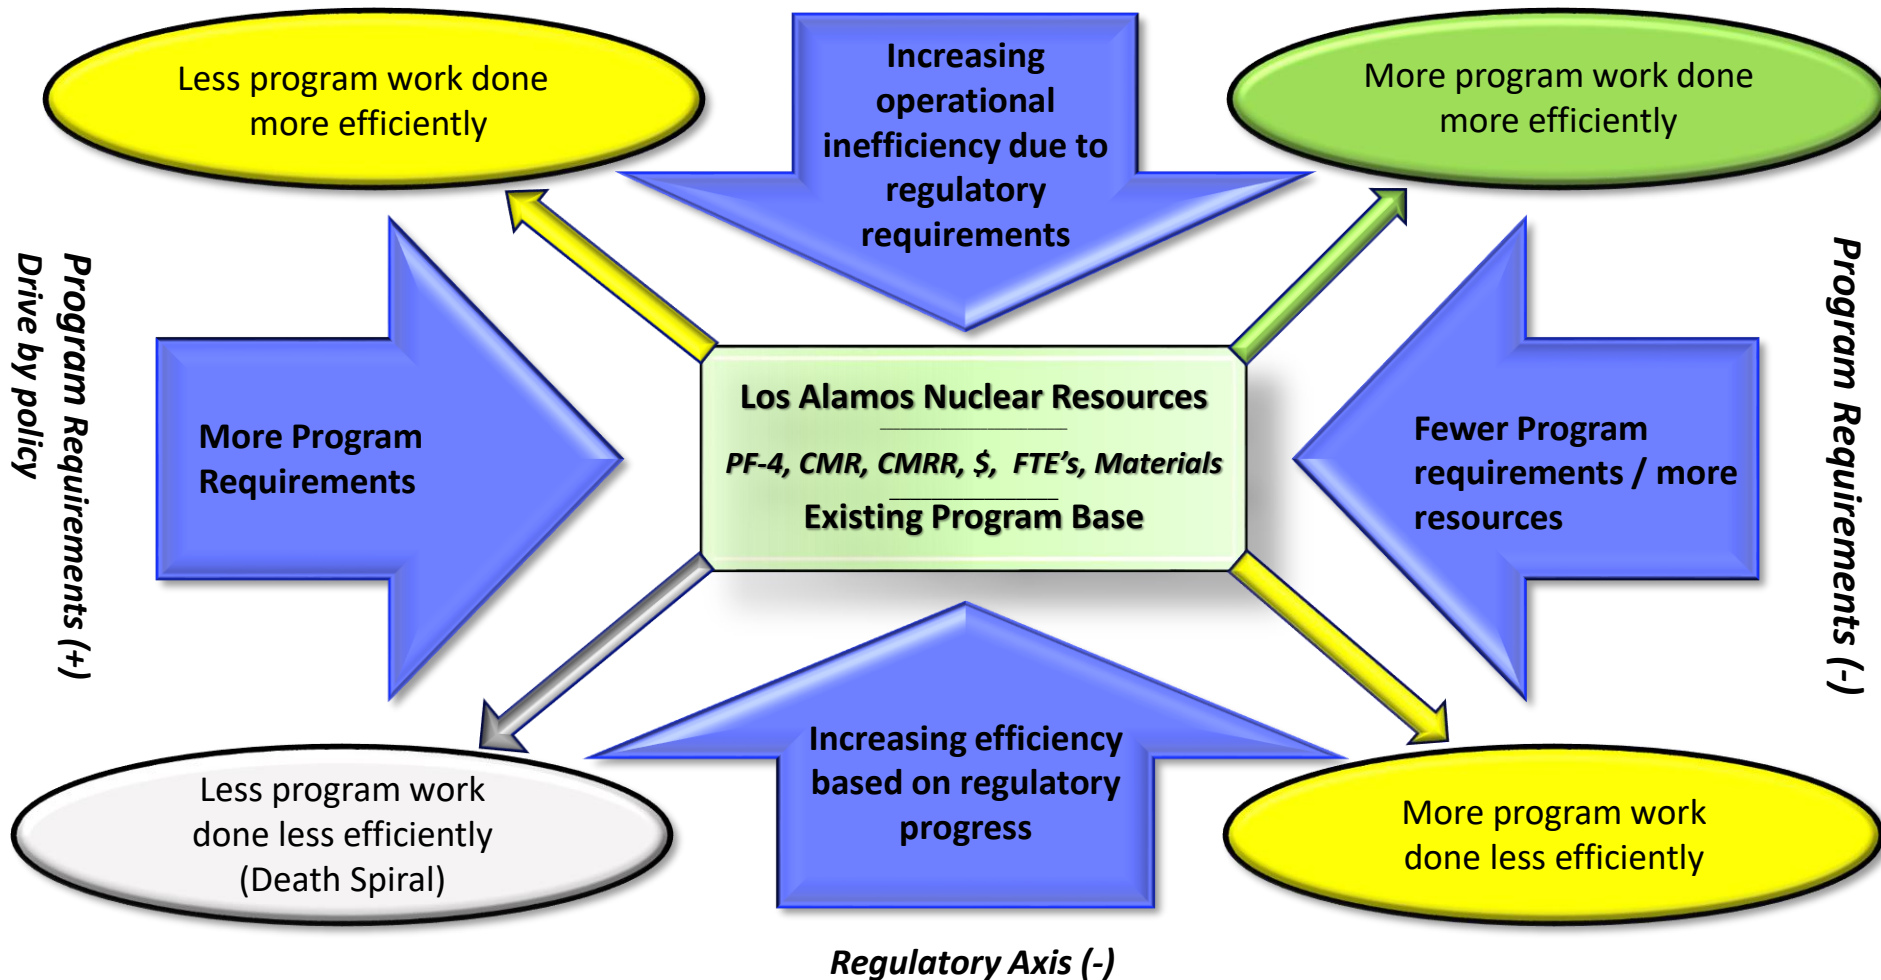 Less program work done
more efficiently
Increasing
operational
inefficiency due to
regulatory
requirements
More program work done
more efficiently
Program Requirements (+)
Drive by policy
More Program
Requirements
Los Alamos Nuclear Resources
PF-4, CMR, CMRR, $, FTE’s, Materials
Existing Program Base
Fewer Program
requirements / more
resources
Program Requirements (-)
Less program work
done less efficiently
(Death Spiral)
Increasing efficiency
based on regulatory
progress
More program work
done less efficiently
Regulatory Axis (-)